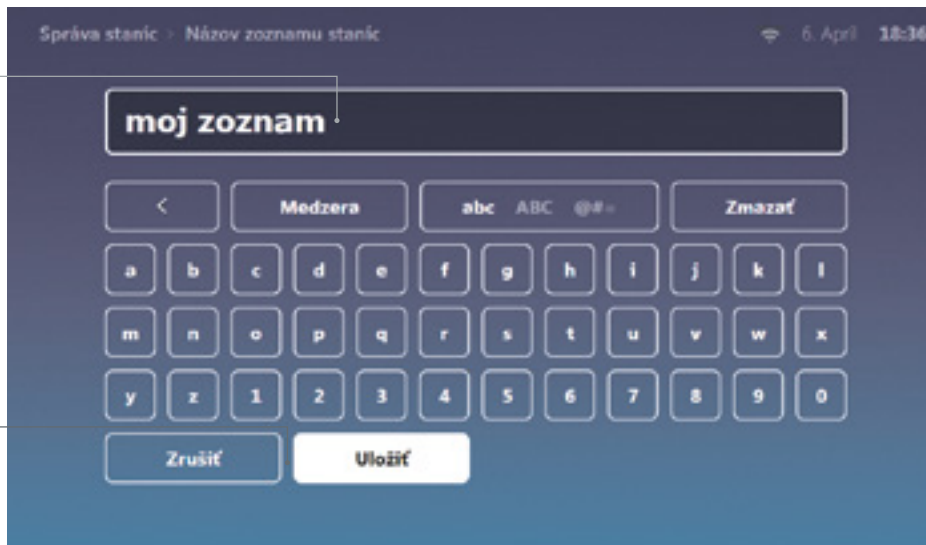 Správa staníc > Názov zoznamu staníc 6. April 18:36
moj zoznam
< Medzera abc ABC @#= Zmazať
a b c d e f g h i j k l
m n o p q r s t u v w x
y z 1 2 3 4 5 6 7 8 9 0
Zrušiť Uložiť